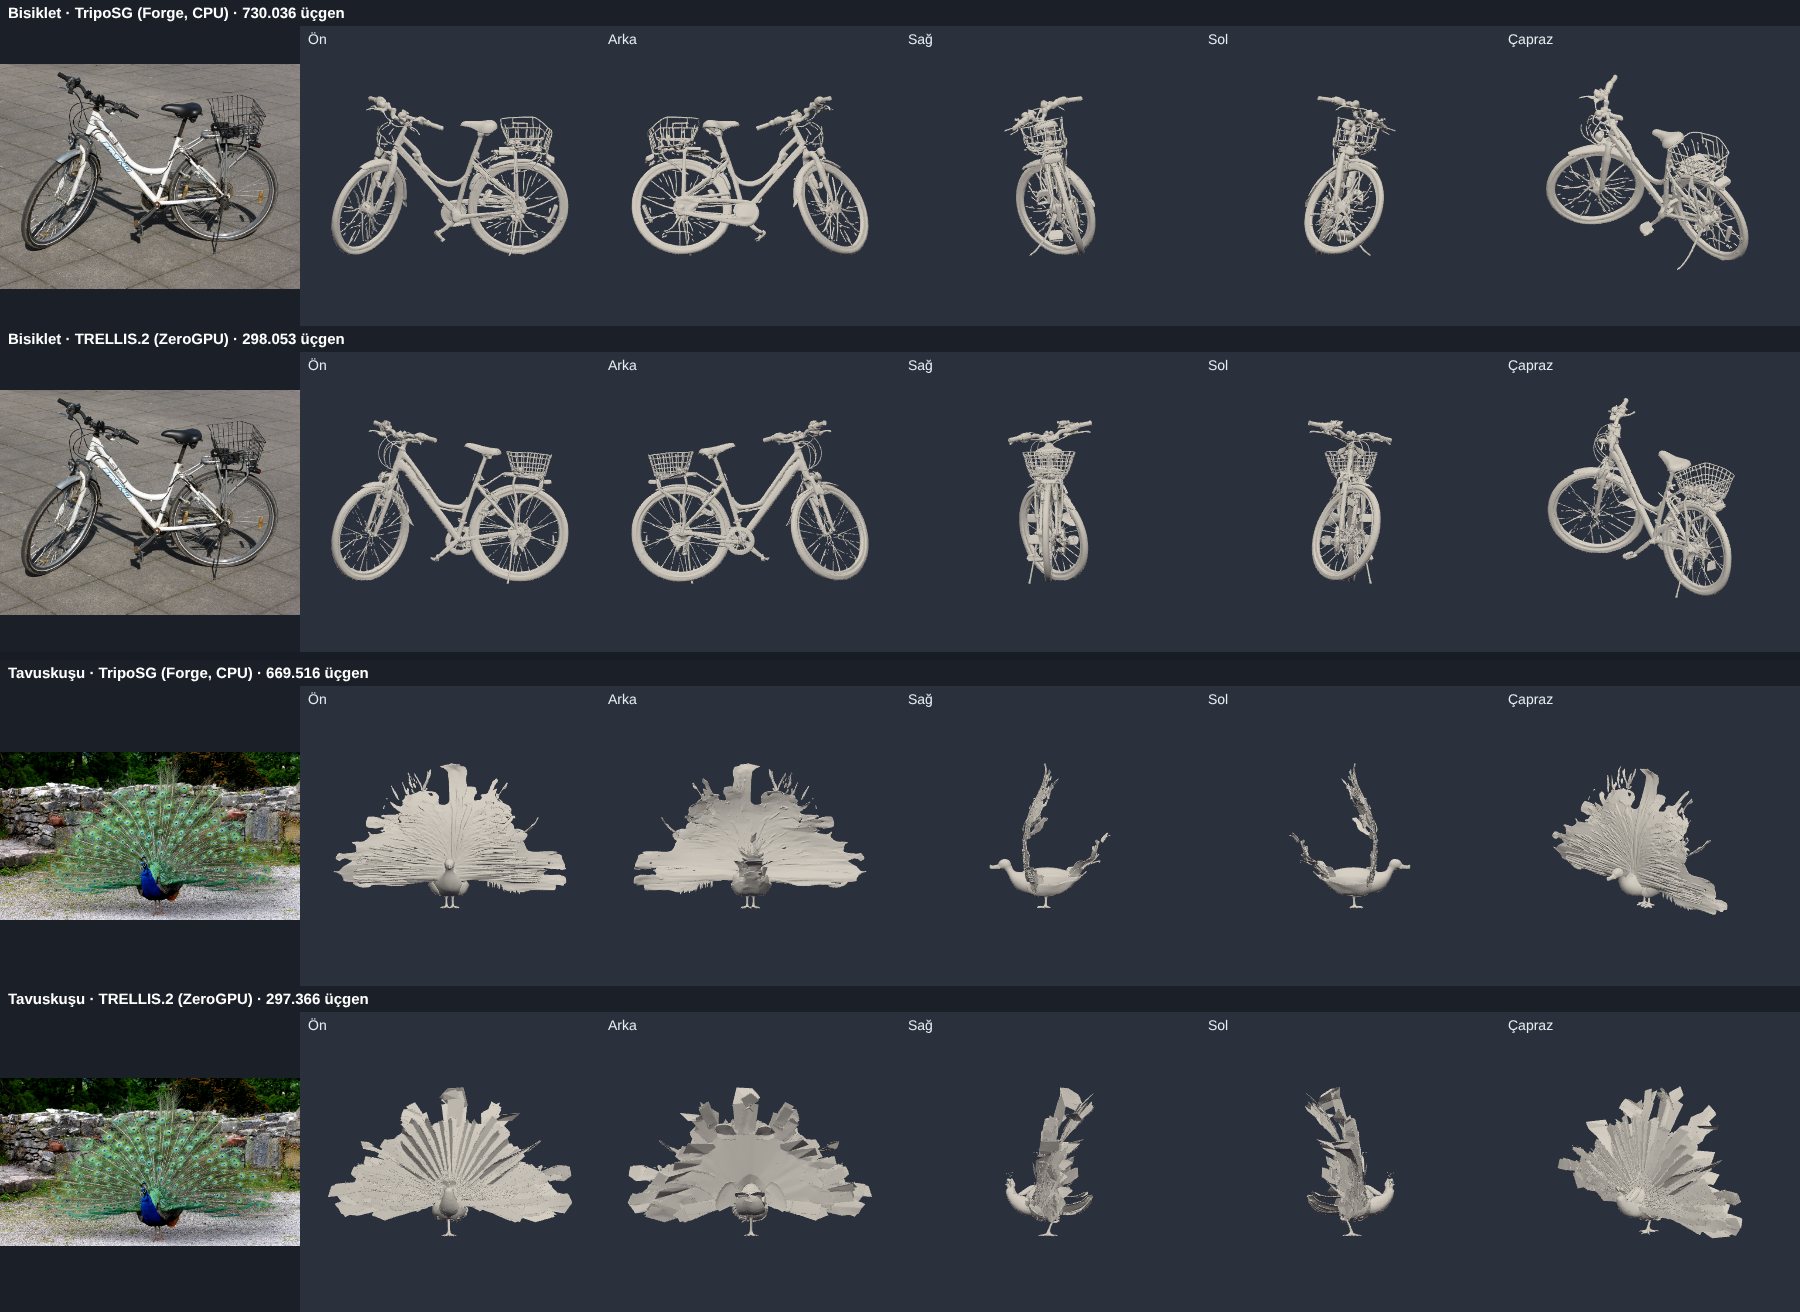 Bisiklet · TripoSG (Forge, CPU) · 730.036 üçgen
Ön Arka Sağ Sol Çapraz
Bisiklet · TRELLIS.2 (ZeroGPU) · 298.053 üçgen
Ön Arka Sağ Sol Çapraz
Tavuskuşu · TripoSG (Forge, CPU) · 669.516 üçgen
Ön Arka Sağ Sol Çapraz
Tavuskuşu · TRELLIS.2 (ZeroGPU) · 297.366 üçgen
Ön Arka Sağ Sol Çapraz